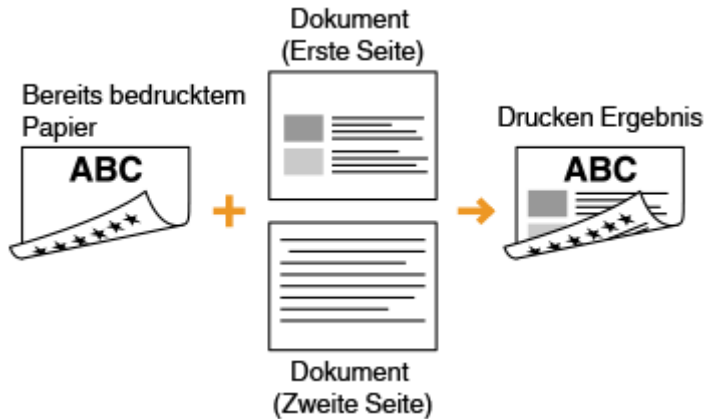 Dokument
(Erste Seite)
Bereits bedrucktem
Papier
ABC
Drucken Ergebnis
ABC
Dokument
(Zweite Seite)